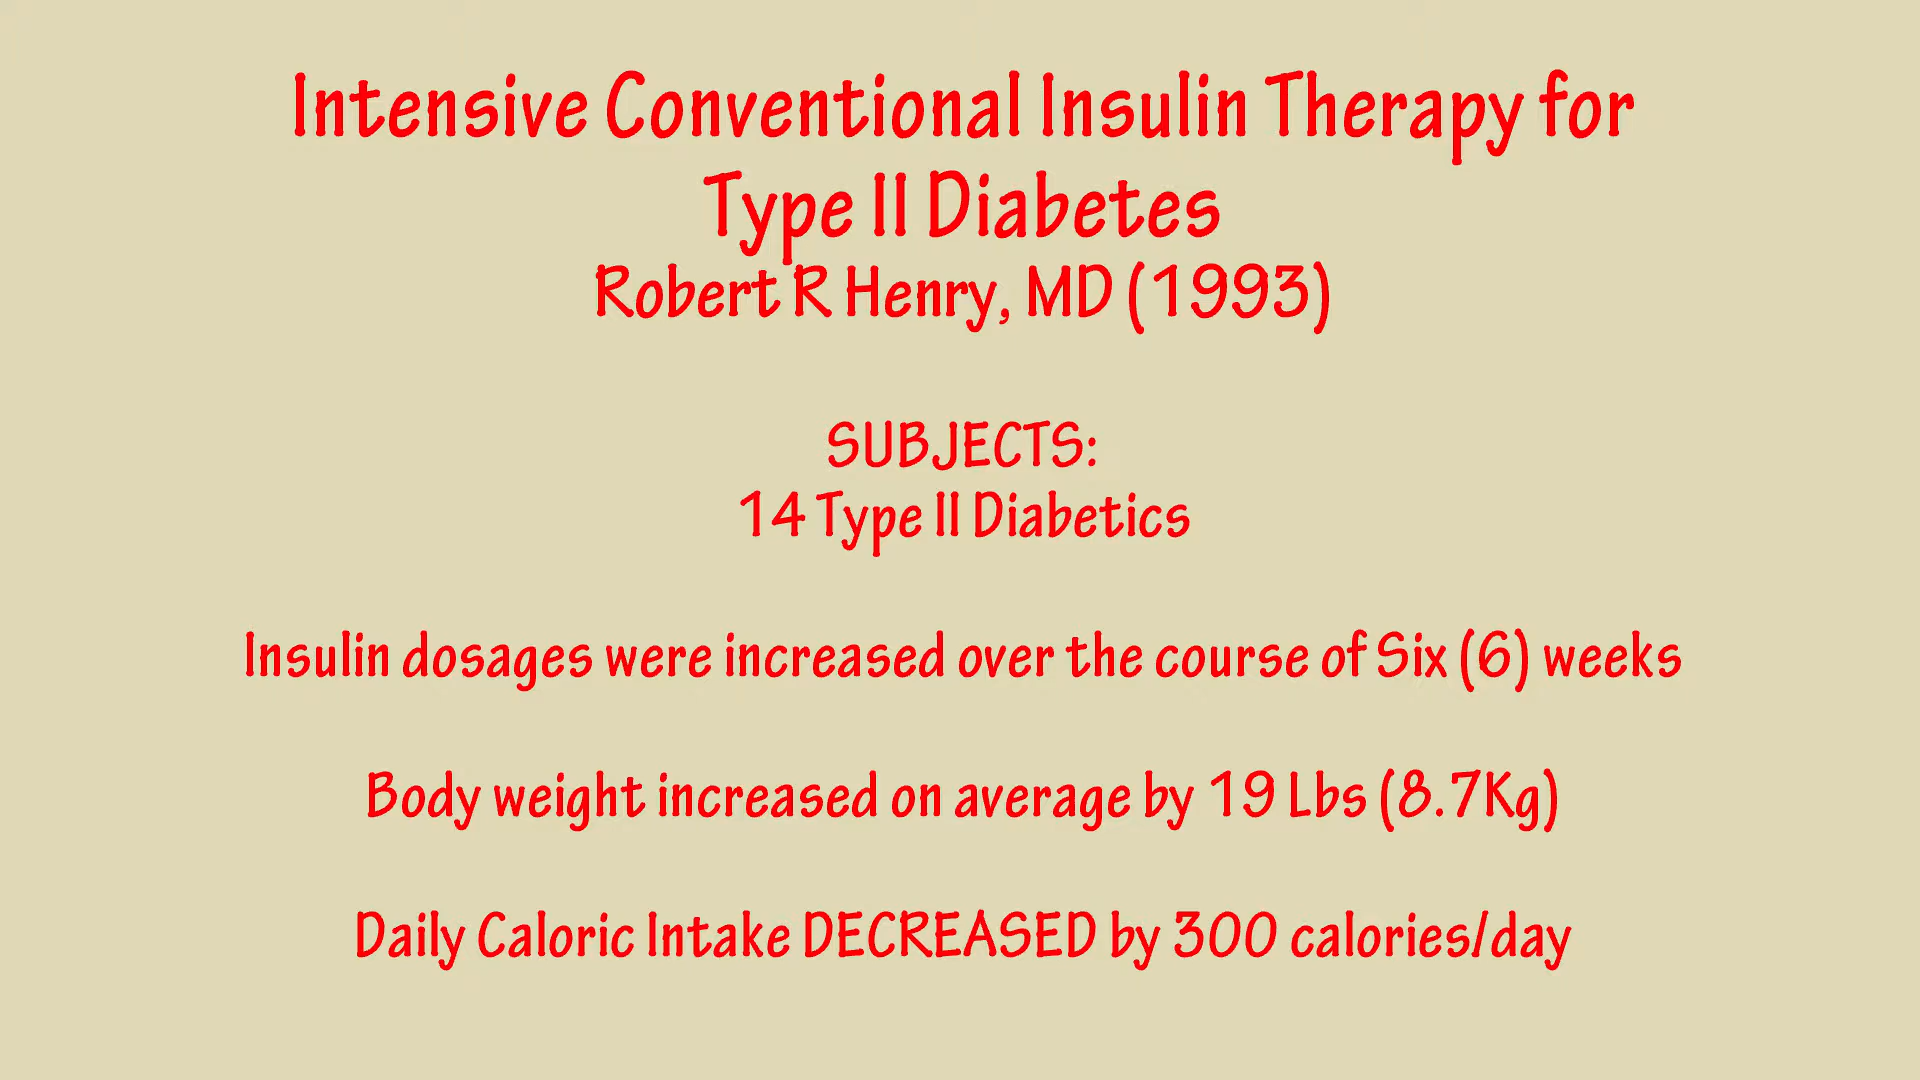 Intensive Conventional Insulin Therapy for
Type II Diabetes
Robert R Henry, MD (1993)
SUBJECTS:
14 Type II Diabetics
Insulin dosages were increased over the course of Six (6) weeks
Body weight increased on average by 19 Lbs (8.7Kg)
Daily Caloric Intake DECREASED by 300 calories/day